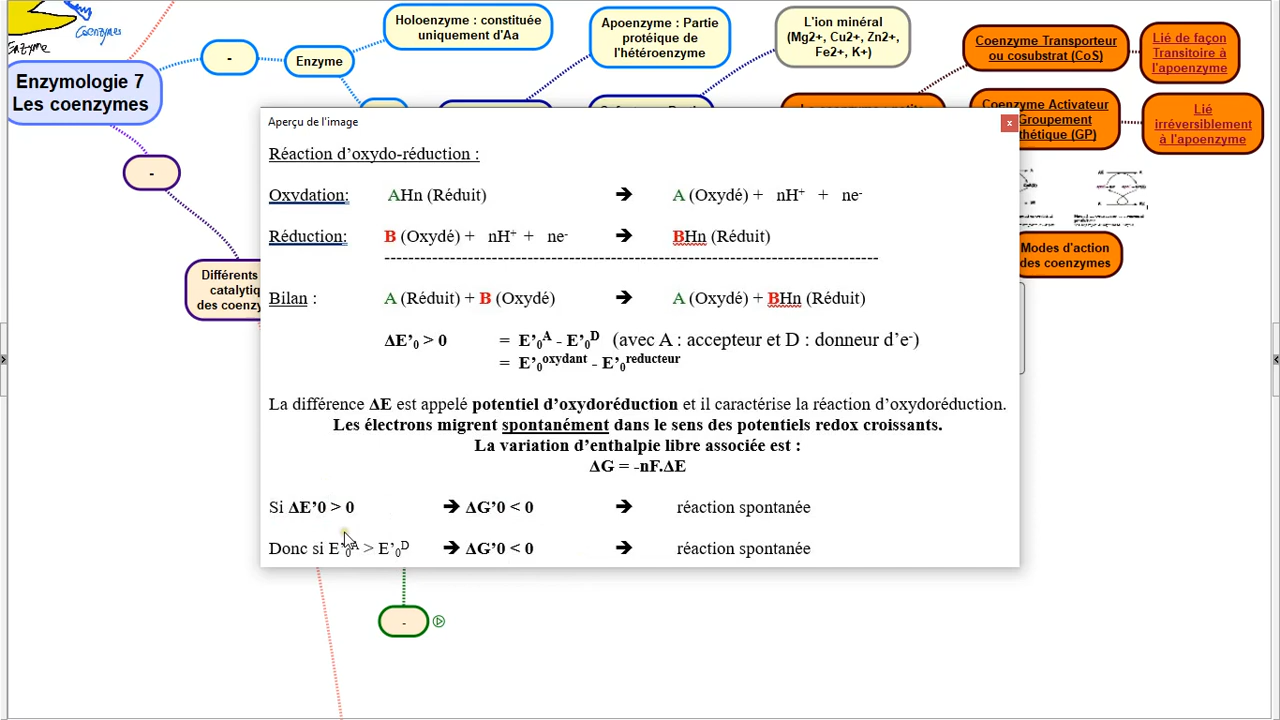 Enzyme
Coenzymes
Enzymologie 7
Les coenzymes
-
Enzyme
Holoenzyme : constituée
uniquement d'Aa
Apoenzyme : Partie
protéique de
l'hétéroenzyme
L'ion minéral
(Mg2+, Cu2+, Zn2+,
Fe2+, K+)
Coenzyme Transporteur
ou cosubstrat (CoS)
Lié de façon
Transitoire à
l'apoenzyme
Coenzyme Activateur
Groupement
thétique (GP)
Lié
irréversiblement
à l'apoenzyme
Modes d'action
des coenzymes
-
Différents
catalytiq
des coenzy
Aperçu de l'image
x
Réaction d'oxydo-réduction :
Oxydation: AHn (Réduit) ➔ A (Oxydé) + nH⁺ + ne⁻
Réduction: B (Oxydé) + nH⁺ + ne⁻ ➔ BHn (Réduit)
------------------------------------------------------------------------------------
Bilan : A (Réduit) + B (Oxydé) ➔ A (Oxydé) + BHn (Réduit)
ΔE'₀ > 0 = E'₀ᴬ - E'₀ᴰ (avec A : accepteur et D : donneur d'e⁻)
= E'₀oxydant - E'₀reducteur
La différence ΔE est appelé potentiel d'oxydoréduction et il caractérise la réaction d'oxydoréduction.
Les électrons migrent spontanément dans le sens des potentiels redox croissants.
La variation d'enthalpie libre associée est :
ΔG = -nF.ΔE
Si ΔE'0 > 0 ➔ ΔG'0 < 0 ➔ réaction spontanée
Donc si E'₀ᴬ > E'₀ᴰ ➔ ΔG'0 < 0 ➔ réaction spontanée
-